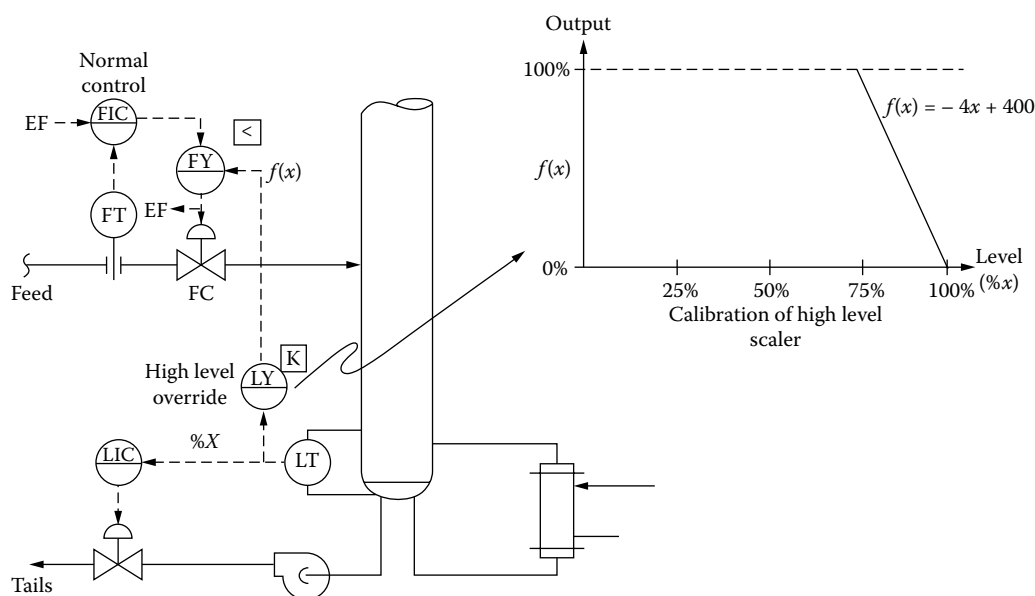 Normal
control
EF
FIC
<
FY
f(x)
FT
EF
Feed
FC
High level
override
LY
K
%X
LIC
LT
Tails
Output
100%
f(x) = – 4x + 400
f(x)
0%
25%
50%
75%
100%
Level
(%x)
Calibration of high level
scaler